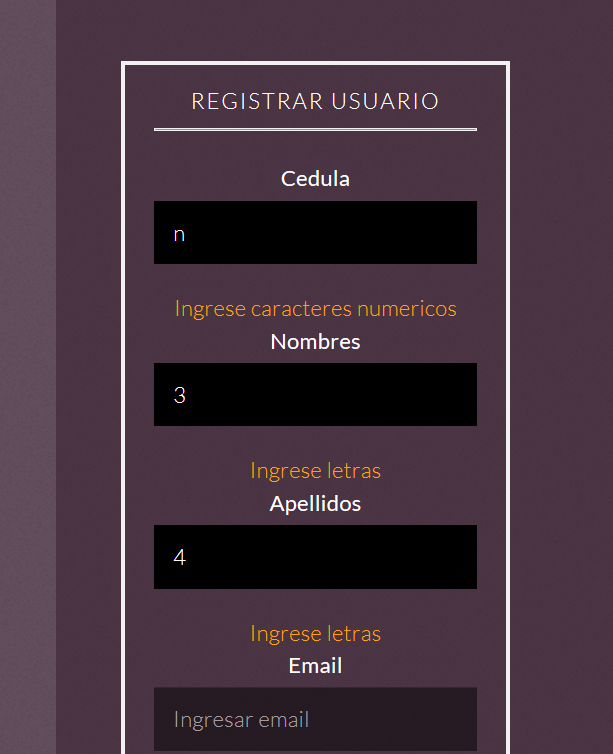 REGISTRAR USUARIO
Cedula
n
Ingrese caracteres numericos
Nombres
3
Ingrese letras
Apellidos
4
Ingrese letras
Email
Ingresar email